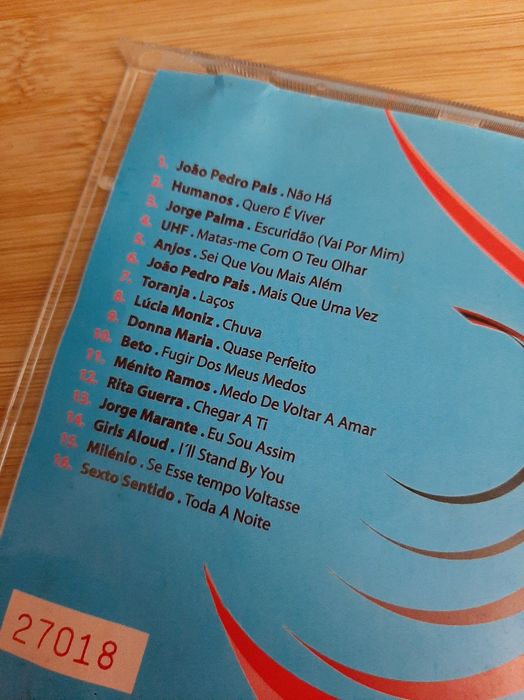 1. João Pedro Pais . Não Há
2. Humanos . Quero É Viver
3. Jorge Palma . Escuridão (Vai Por Mim)
4. UHF . Matas-me Com O Teu Olhar
5. Anjos . Sei Que Vou Mais Além
6. João Pedro Pais . Mais Que Uma Vez
7. Toranja . Laços
8. Lúcia Moniz . Chuva
9. Donna Maria . Quase Perfeito
10. Beto . Fugir Dos Meus Medos
11. Ménito Ramos . Medo De Voltar A Amar
12. Rita Guerra . Chegar A Ti
13. Jorge Marante . Eu Sou Assim
14. Girls Aloud . I´ll Stand By You
15. Milénio . Se Esse tempo Voltasse
16. Sexto Sentido . Toda A Noite
27018